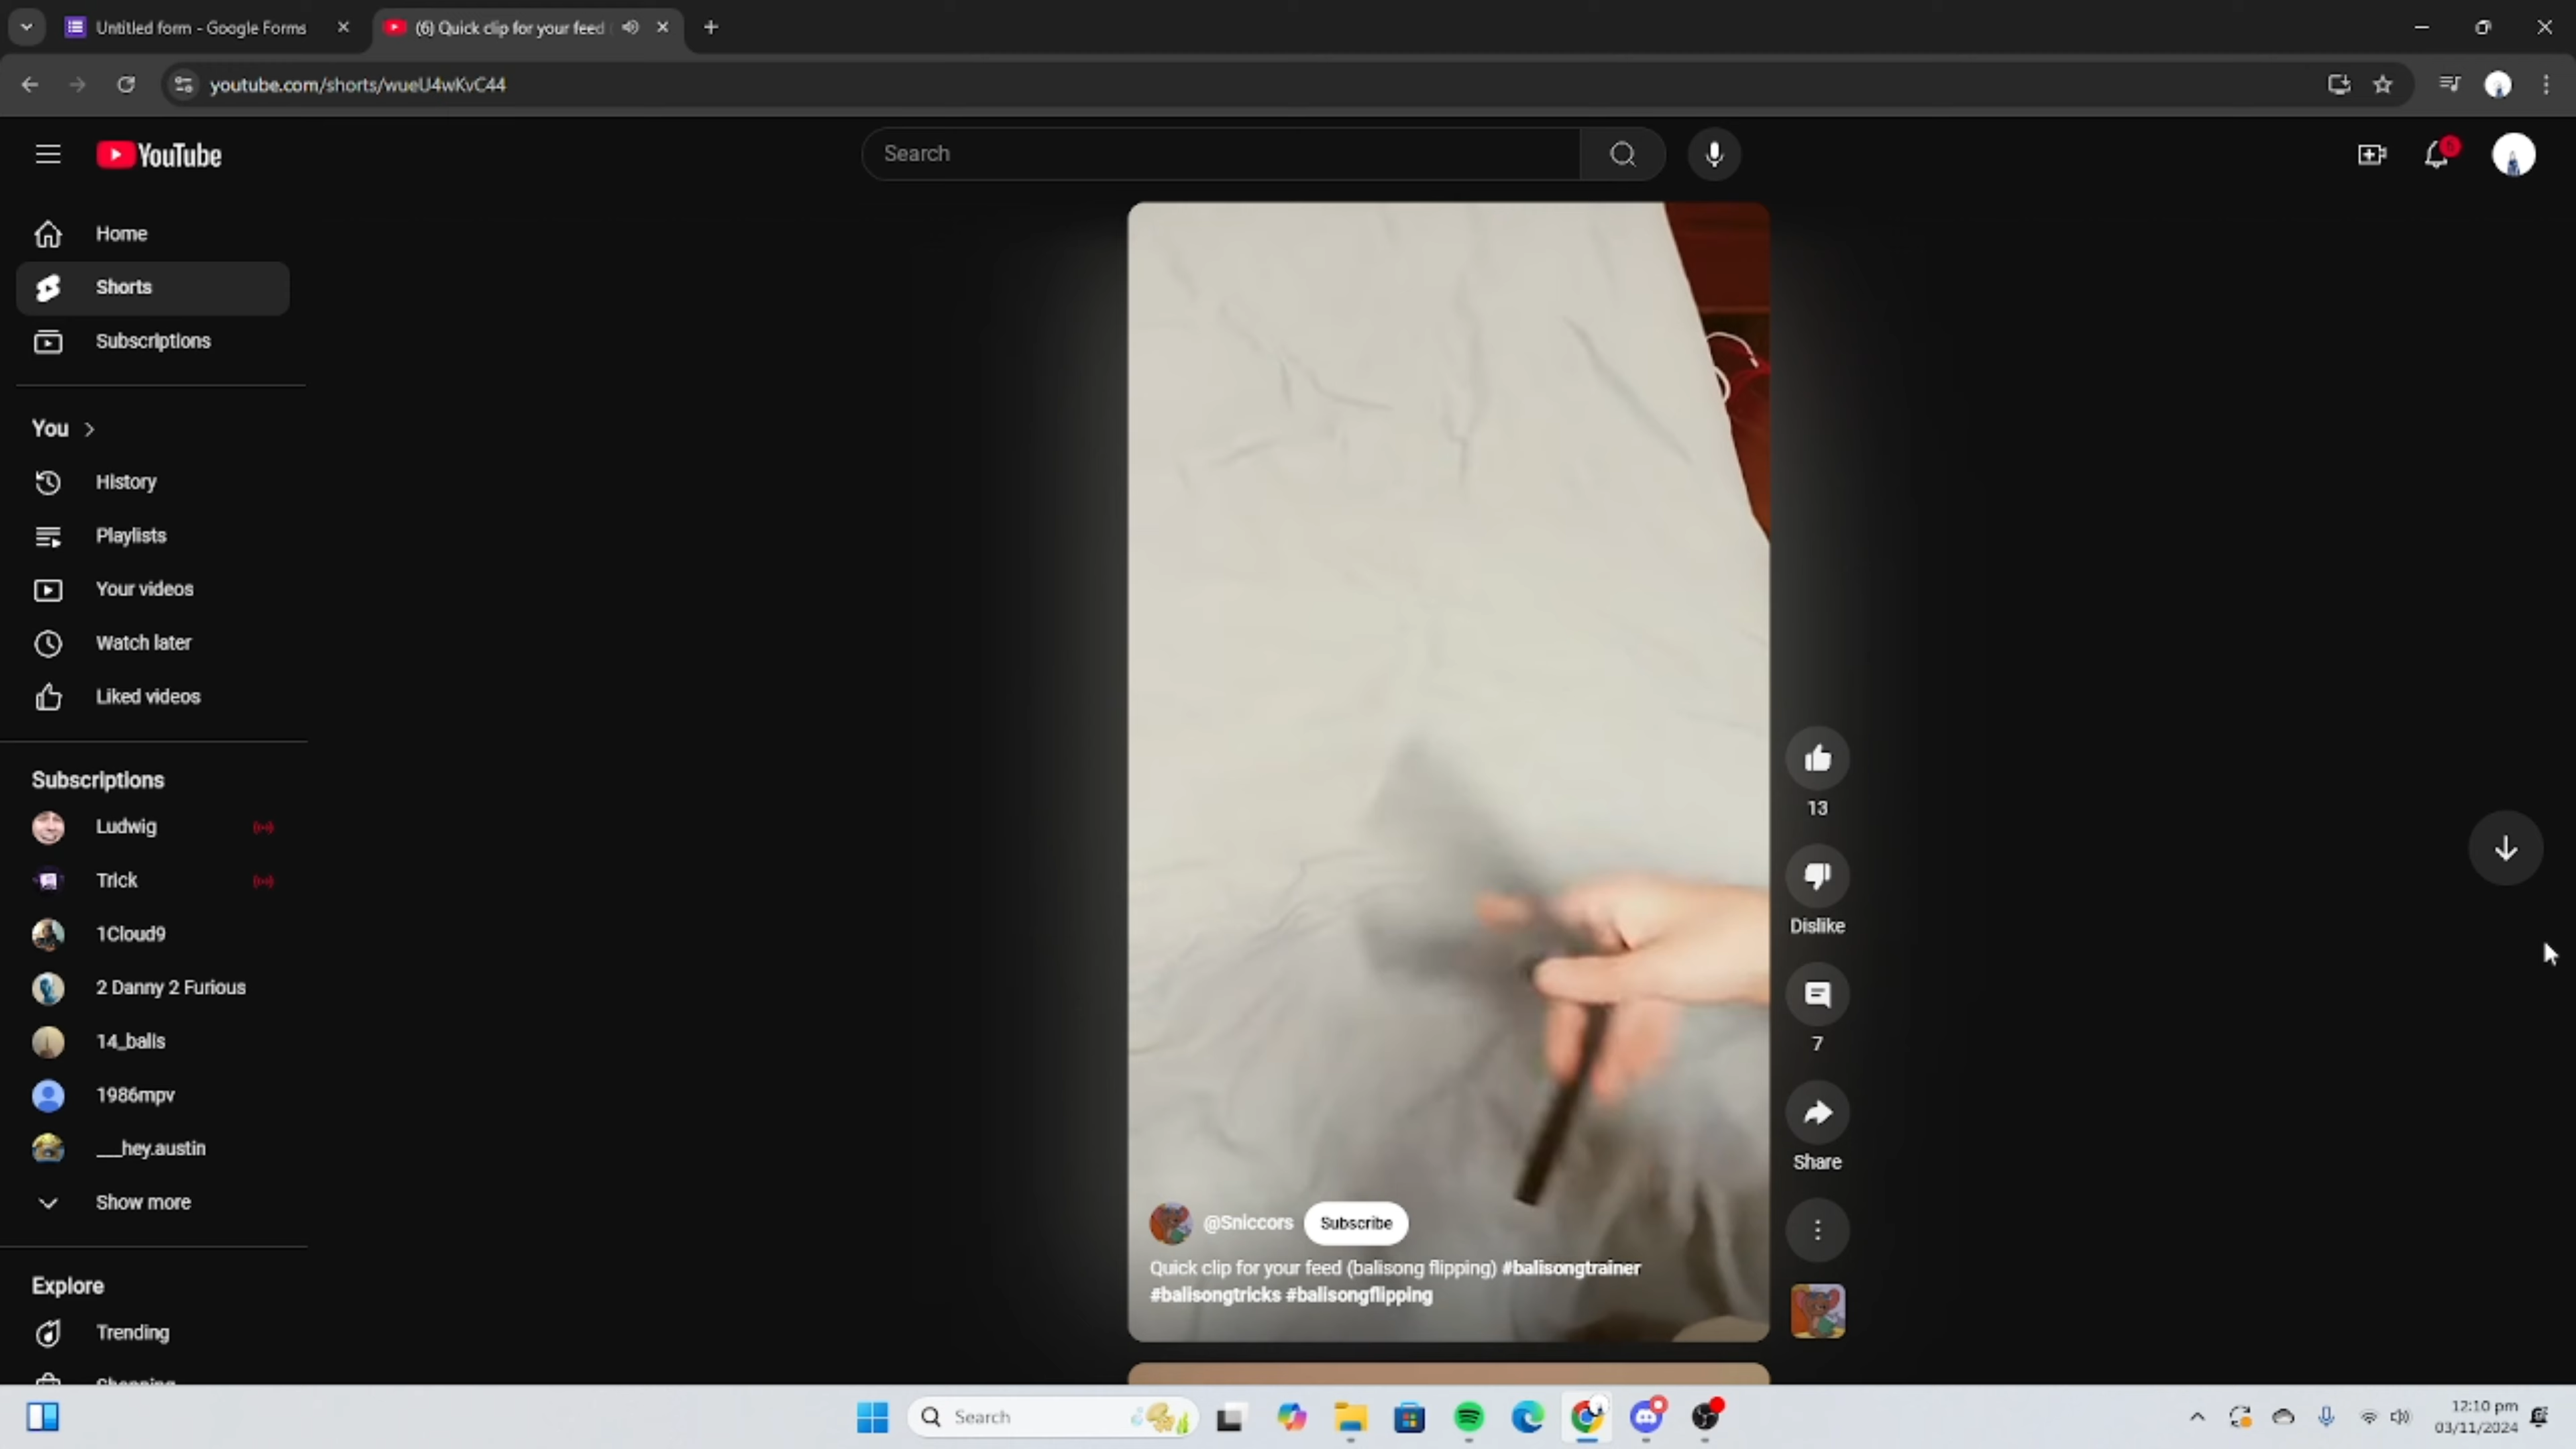 Untitled form - Google Forms
(6) Quick clip for your feed
youtube.com/shorts/wueU4wKvC44
YouTube
Search
6
Home
Shorts
Subscriptions
You
History
Playlists
Your videos
Watch later
Liked videos
Subscriptions
Ludwig
Trick
1Cloud9
2 Danny 2 Furious
14_balls
1986mpv
___hey.austin
Show more
Explore
Trending
Shopping
13
Dislike
7
Share
@Sniccors Subscribe
Quick clip for your feed (balisong flipping) #balisongtrainer
#balisongtricks #balisongflipping
Search
12:10 pm
03/11/2024